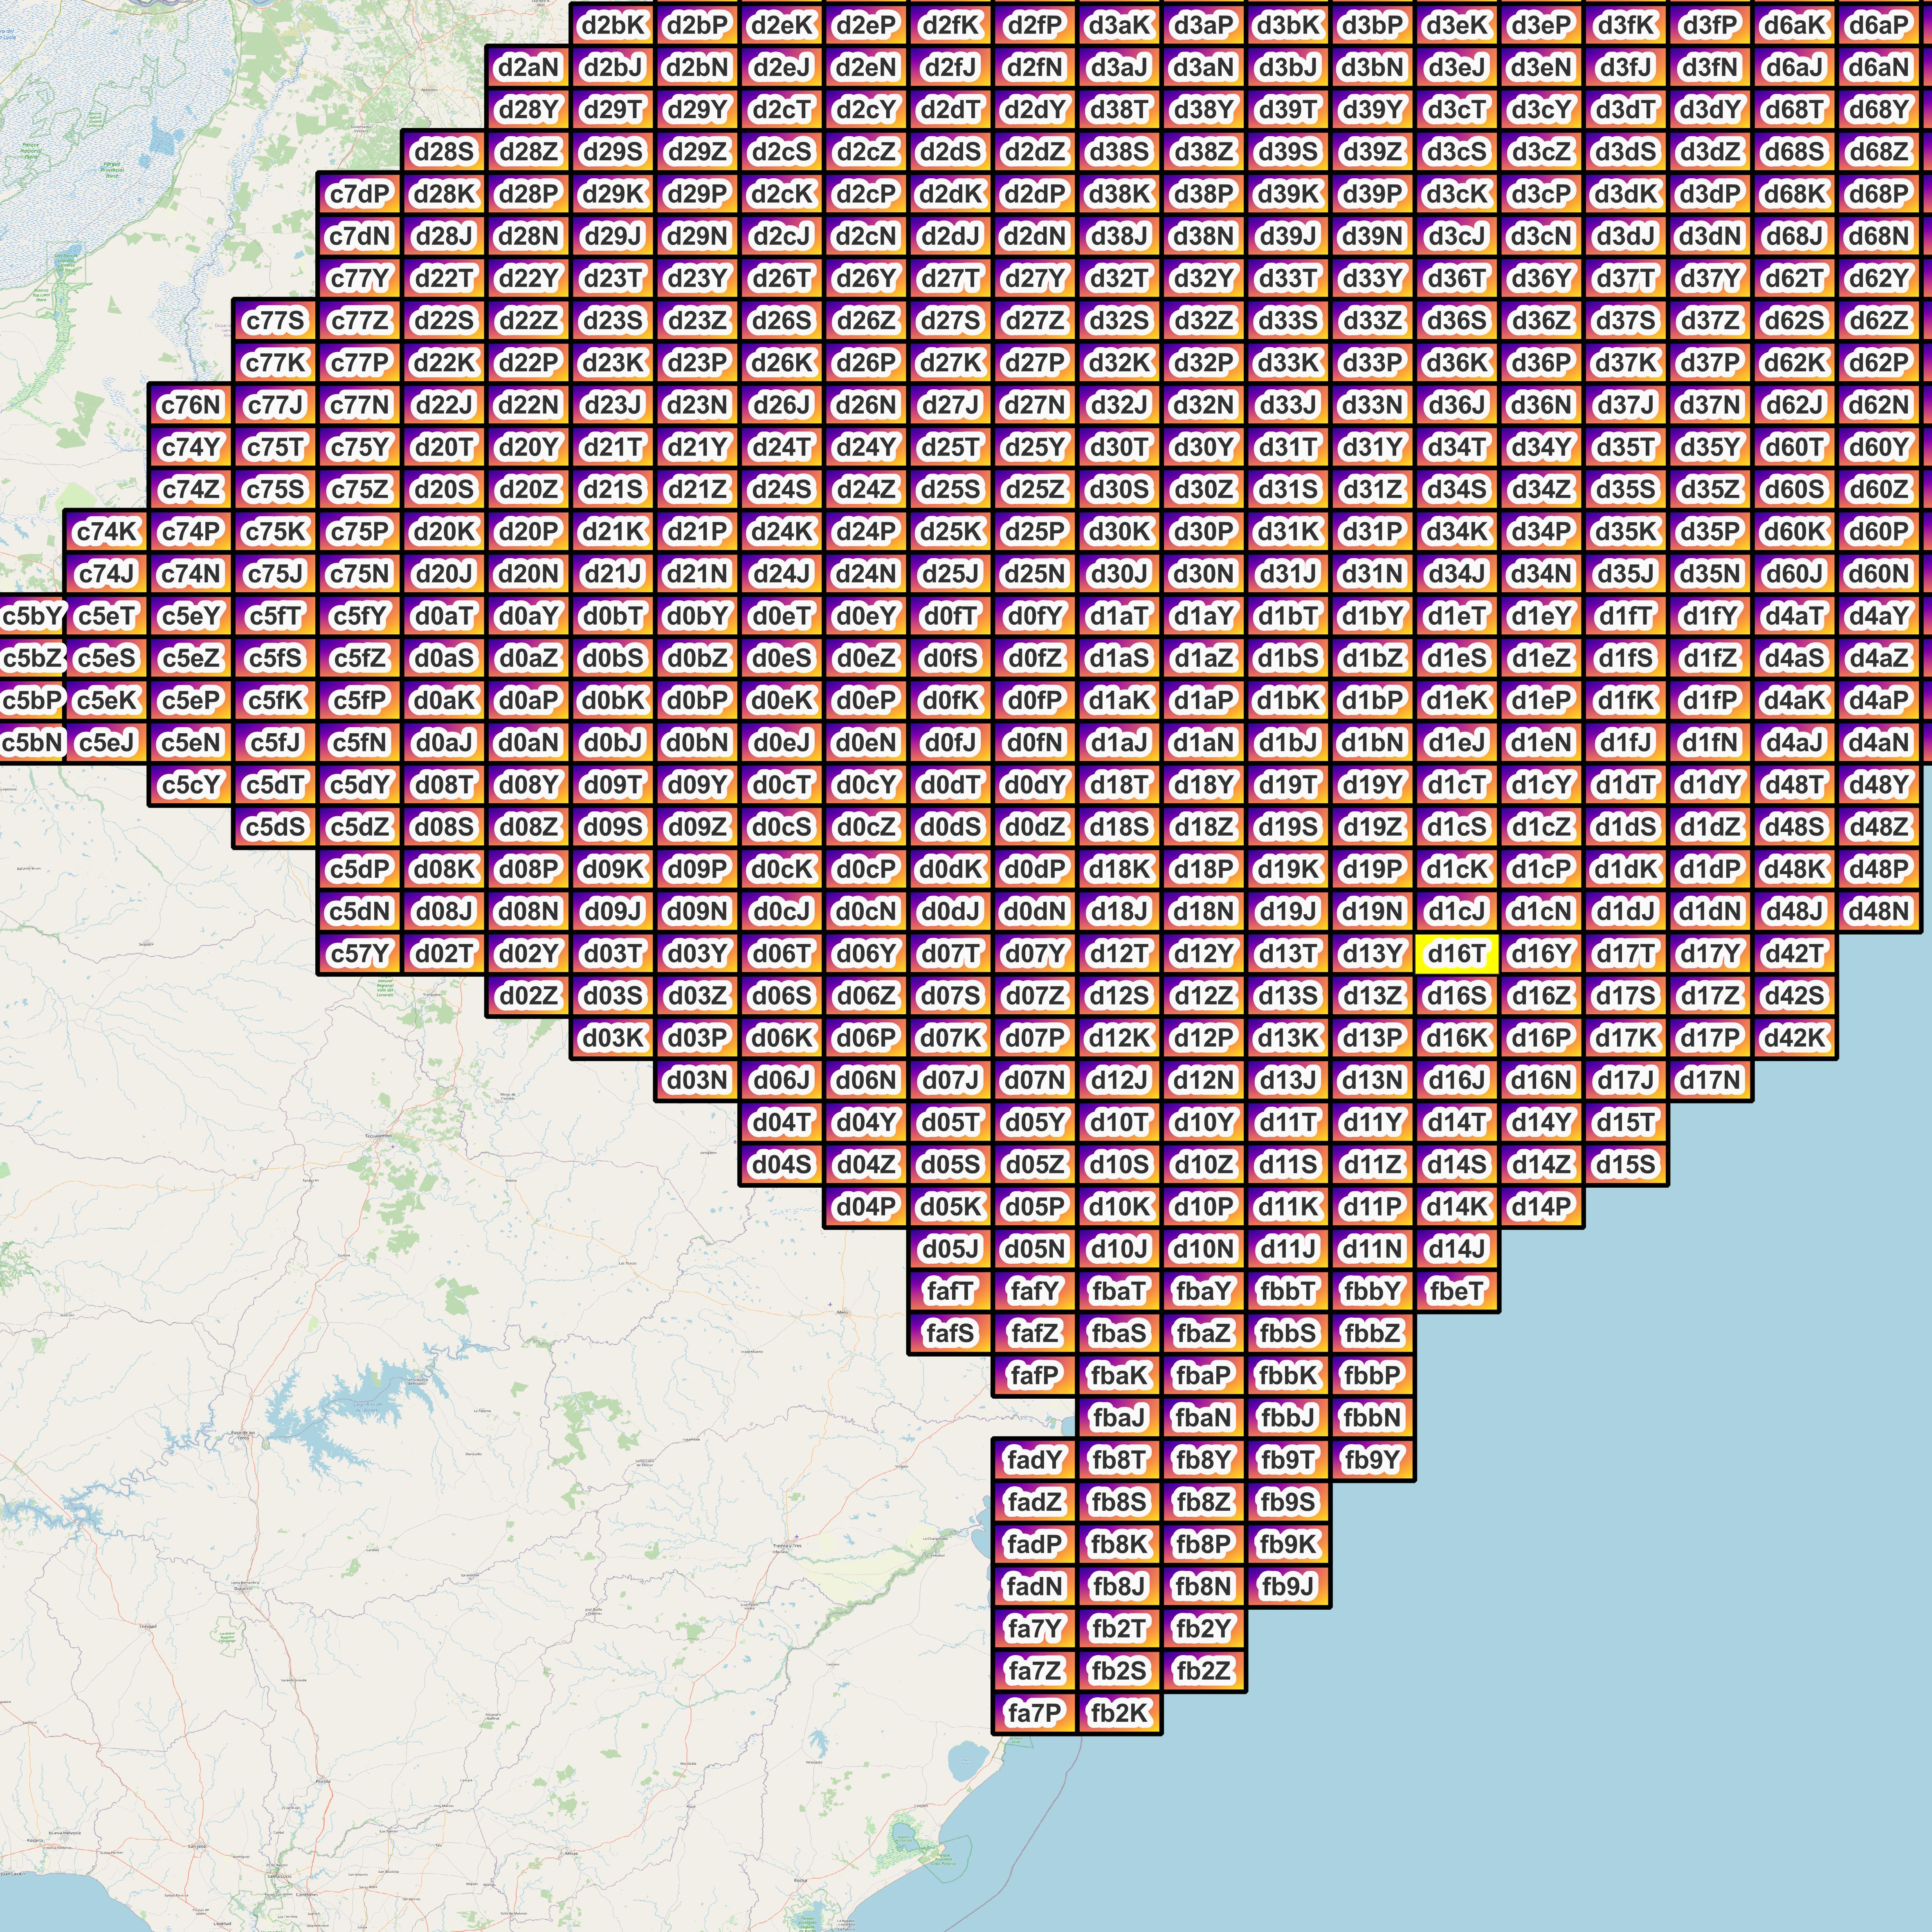 d2bK d2bP d2eK d2eP d2fK d2fP d3aK d3aP d3bK d3bP d3eK d3eP d3fK d3fP d6aK d6aP
d2aN d2bJ d2bN d2eJ d2eN d2fJ d2fN d3aJ d3aN d3bJ d3bN d3eJ d3eN d3fJ d3fN d6aJ d6aN
d28Y d29T d29Y d2cT d2cY d2dT d2dY d38T d38Y d39T d39Y d3cT d3cY d3dT d3dY d68T d68Y
d28S d28Z d29S d29Z d2cS d2cZ d2dS d2dZ d38S d38Z d39S d39Z d3cS d3cZ d3dS d3dZ d68S d68Z
c7dP d28K d28P d29K d29P d2cK d2cP d2dK d2dP d38K d38P d39K d39P d3cK d3cP d3dK d3dP d68K d68P
c7dN d28J d28N d29J d29N d2cJ d2cN d2dJ d2dN d38J d38N d39J d39N d3cJ d3cN d3dJ d3dN d68J d68N
c77Y d22T d22Y d23T d23Y d26T d26Y d27T d27Y d32T d32Y d33T d33Y d36T d36Y d37T d37Y d62T d62Y
c77S c77Z d22S d22Z d23S d23Z d26S d26Z d27S d27Z d32S d32Z d33S d33Z d36S d36Z d37S d37Z d62S d62Z
c77K c77P d22K d22P d23K d23P d26K d26P d27K d27P d32K d32P d33K d33P d36K d36P d37K d37P d62K d62P
c76N c77J c77N d22J d22N d23J d23N d26J d26N d27J d27N d32J d32N d33J d33N d36J d36N d37J d37N d62J d62N
c74Y c75T c75Y d20T d20Y d21T d21Y d24T d24Y d25T d25Y d30T d30Y d31T d31Y d34T d34Y d35T d35Y d60T d60Y
c74Z c75S c75Z d20S d20Z d21S d21Z d24S d24Z d25S d25Z d30S d30Z d31S d31Z d34S d34Z d35S d35Z d60S d60Z
c74K c74P c75K c75P d20K d20P d21K d21P d24K d24P d25K d25P d30K d30P d31K d31P d34K d34P d35K d35P d60K d60P
c74J c74N c75J c75N d20J d20N d21J d21N d24J d24N d25J d25N d30J d30N d31J d31N d34J d34N d35J d35N d60J d60N
c5bY c5eT c5eY c5fT c5fY d0aT d0aY d0bT d0bY d0eT d0eY d0fT d0fY d1aT d1aY d1bT d1bY d1eT d1eY d1fT d1fY d4aT d4aY
c5bZ c5eS c5eZ c5fS c5fZ d0aS d0aZ d0bS d0bZ d0eS d0eZ d0fS d0fZ d1aS d1aZ d1bS d1bZ d1eS d1eZ d1fS d1fZ d4aS d4aZ
c5bP c5eK c5eP c5fK c5fP d0aK d0aP d0bK d0bP d0eK d0eP d0fK d0fP d1aK d1aP d1bK d1bP d1eK d1eP d1fK d1fP d4aK d4aP
c5bN c5eJ c5eN c5fJ c5fN d0aJ d0aN d0bJ d0bN d0eJ d0eN d0fJ d0fN d1aJ d1aN d1bJ d1bN d1eJ d1eN d1fJ d1fN d4aJ d4aN
c5cY c5dT c5dY d08T d08Y d09T d09Y d0cT d0cY d0dT d0dY d18T d18Y d19T d19Y d1cT d1cY d1dT d1dY d48T d48Y
c5dS c5dZ d08S d08Z d09S d09Z d0cS d0cZ d0dS d0dZ d18S d18Z d19S d19Z d1cS d1cZ d1dS d1dZ d48S d48Z
c5dP d08K d08P d09K d09P d0cK d0cP d0dK d0dP d18K d18P d19K d19P d1cK d1cP d1dK d1dP d48K d48P
c5dN d08J d08N d09J d09N d0cJ d0cN d0dJ d0dN d18J d18N d19J d19N d1cJ d1cN d1dJ d1dN d48J d48N
c57Y d02T d02Y d03T d03Y d06T d06Y d07T d07Y d12T d12Y d13T d13Y d16T d16Y d17T d17Y d42T
d02Z d03S d03Z d06S d06Z d07S d07Z d12S d12Z d13S d13Z d16S d16Z d17S d17Z d42S
d03K d03P d06K d06P d07K d07P d12K d12P d13K d13P d16K d16P d17K d17P d42K
d03N d06J d06N d07J d07N d12J d12N d13J d13N d16J d16N d17J d17N
d04T d04Y d05T d05Y d10T d10Y d11T d11Y d14T d14Y d15T
d04S d04Z d05S d05Z d10S d10Z d11S d11Z d14S d14Z d15S
d04P d05K d05P d10K d10P d11K d11P d14K d14P
d05J d05N d10J d10N d11J d11N d14J
fafT fafY fbaT fbaY fbbT fbbY fbeT
fafS fafZ fbaS fbaZ fbbS fbbZ
fafP fbaK fbaP fbbK fbbP
fbaJ fbaN fbbJ fbbN
fadY fb8T fb8Y fb9T fb9Y
fadZ fb8S fb8Z fb9S
fadP fb8K fb8P fb9K
fadN fb8J fb8N fb9J
fa7Y fb2T fb2Y
fa7Z fb2S fb2Z
fa7P fb2K